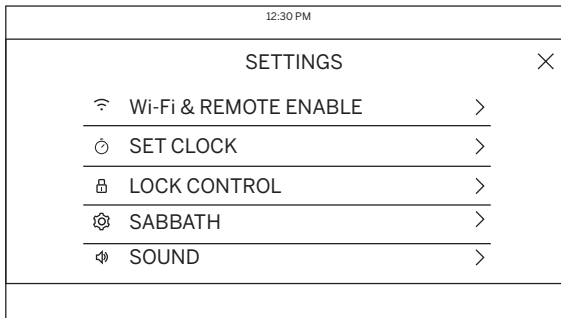 12:30 PM
SETTINGS
Wi-Fi & REMOTE ENABLE
SET CLOCK
LOCK CONTROL
SABBATH
SOUND